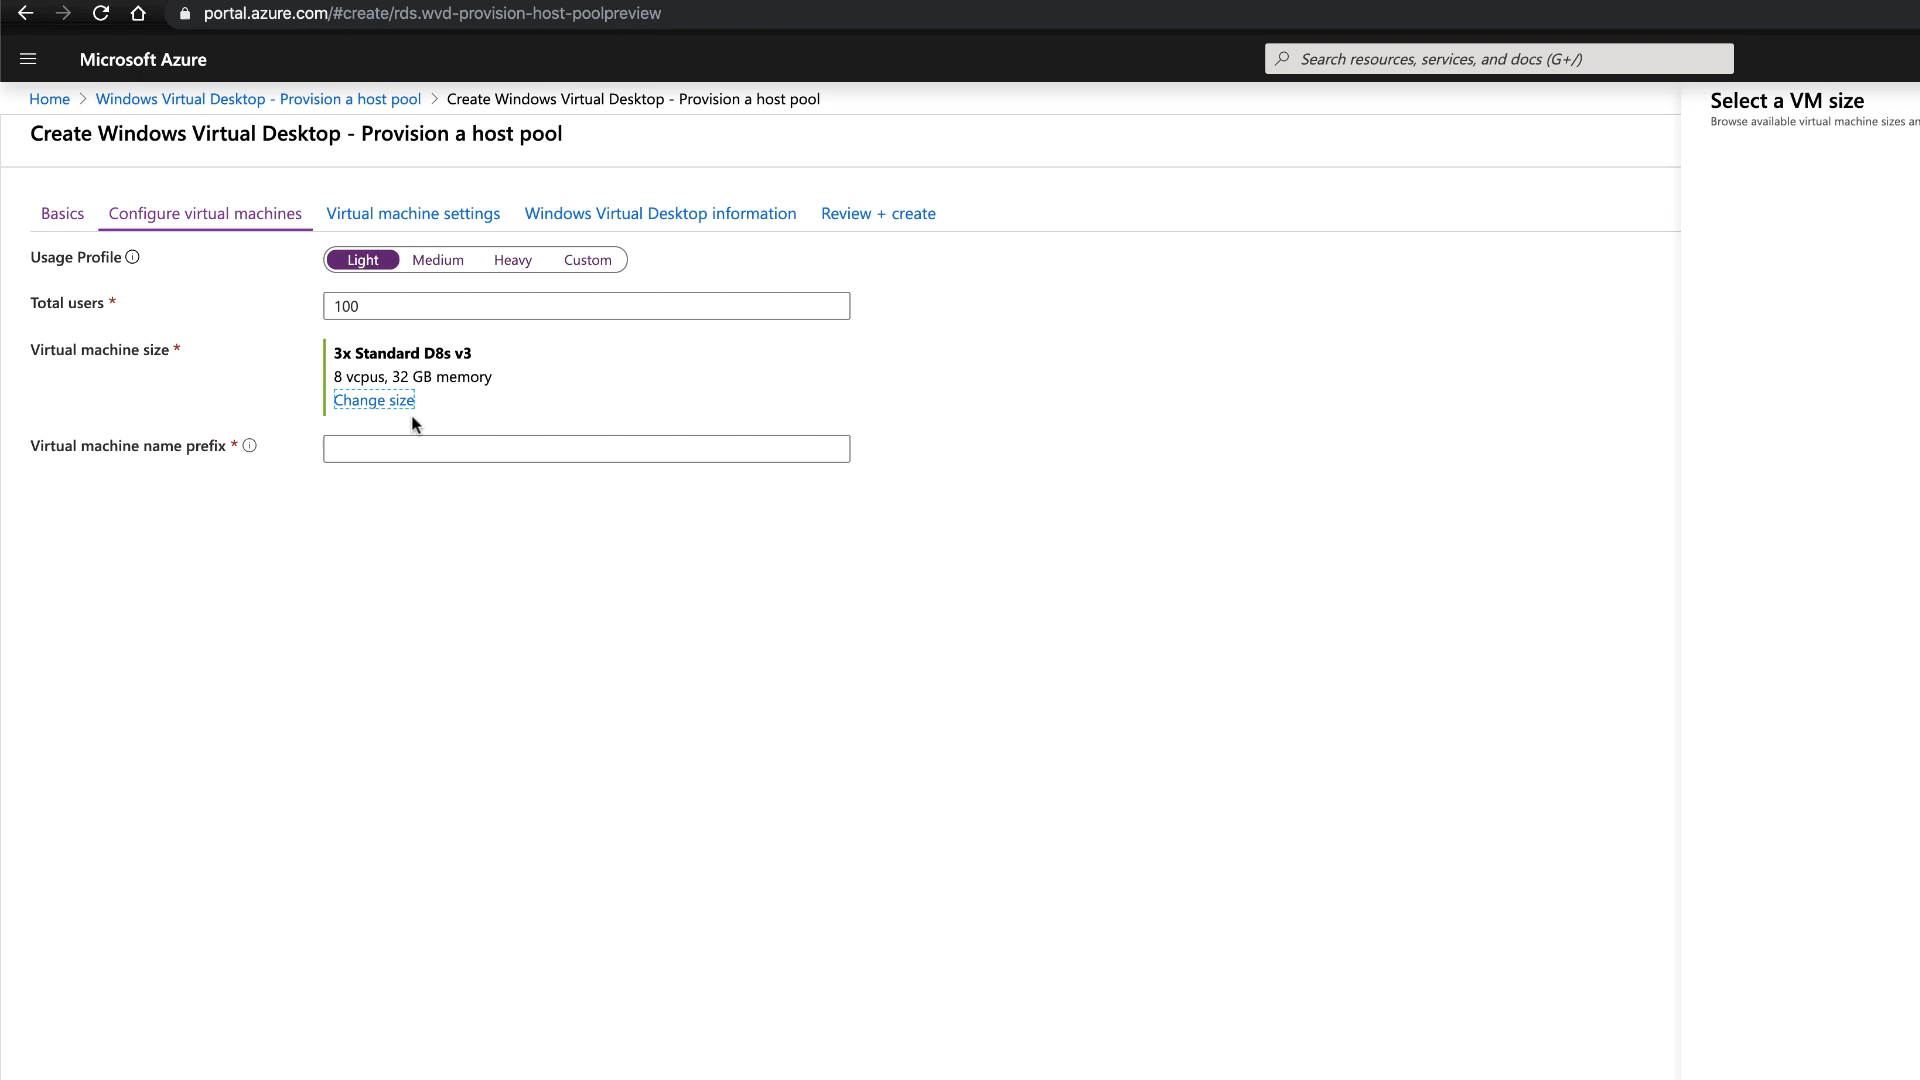 portal.azure.com/#create/rds.wvd-provision-host-poolpreview
Microsoft Azure
Search resources, services, and docs (G+/)
Home > Windows Virtual Desktop - Provision a host pool > Create Windows Virtual Desktop - Provision a host pool
Create Windows Virtual Desktop - Provision a host pool
Select a VM size
Browse available virtual machine sizes
Basics Configure virtual machines Virtual machine settings Windows Virtual Desktop information Review + create
Usage Profile Light Medium Heavy Custom
Total users * 100
Virtual machine size * 3x Standard D8s v3
8 vcpus, 32 GB memory
Change size
Virtual machine name prefix *